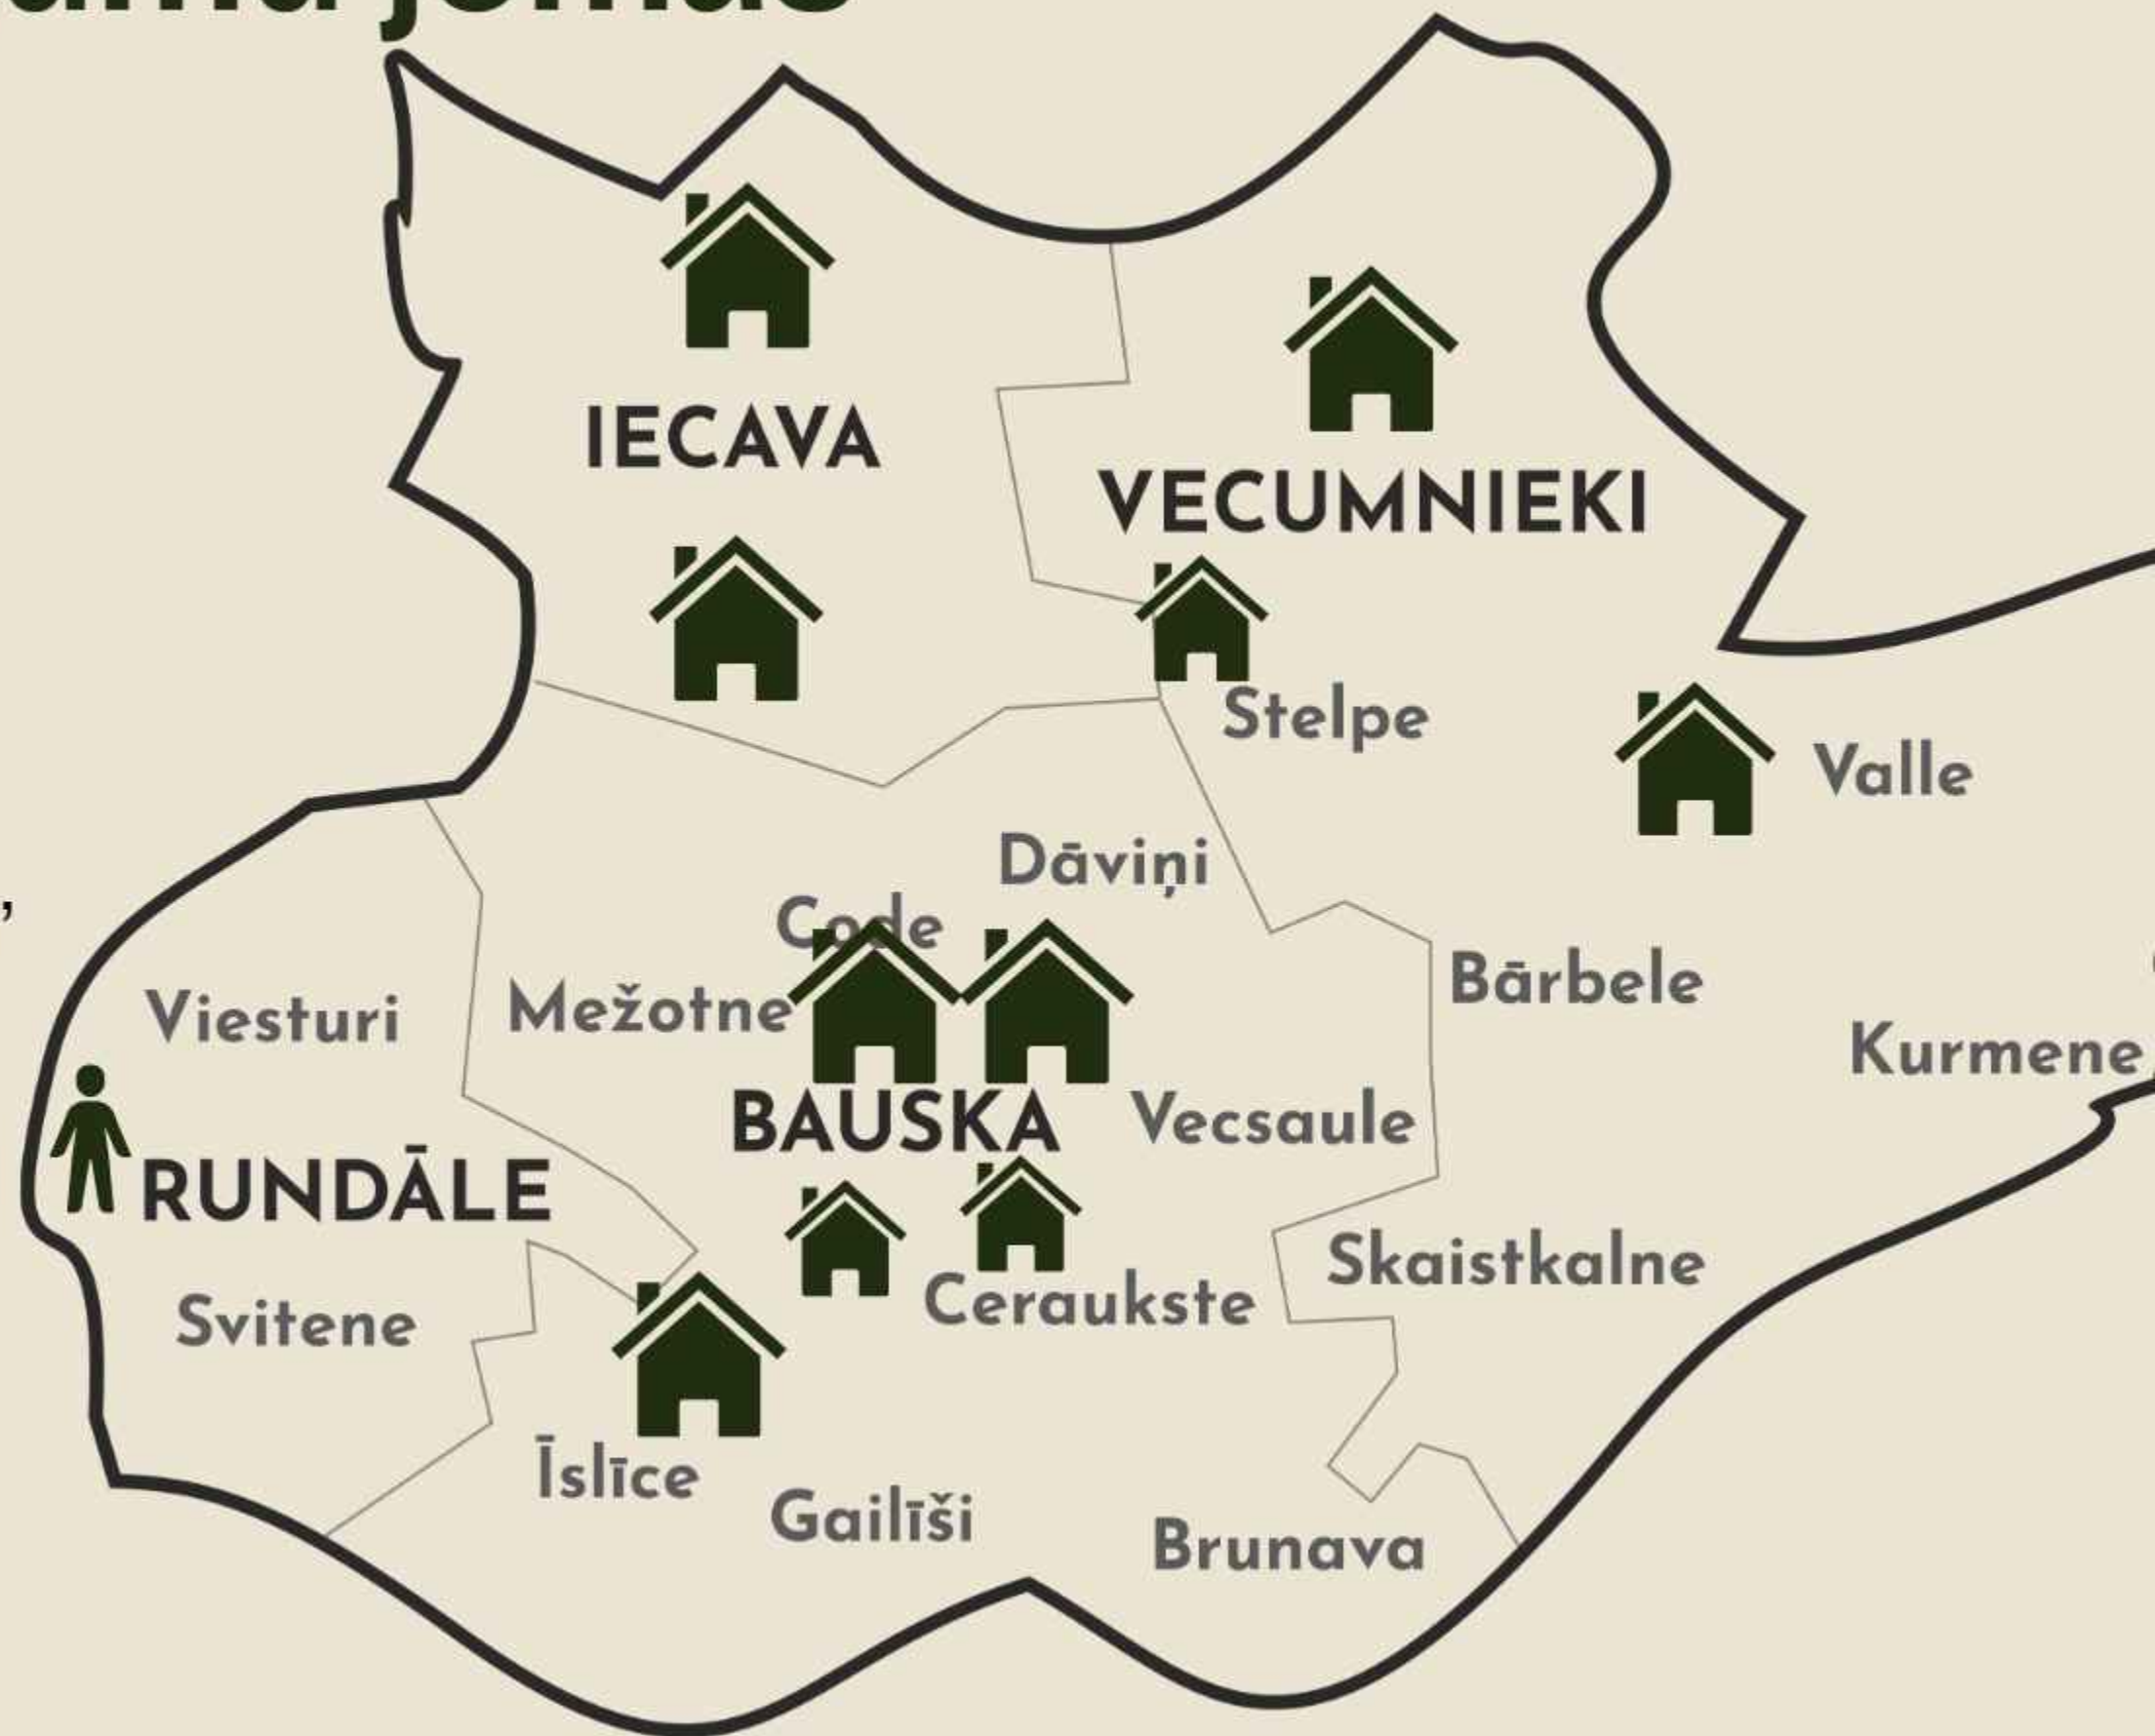 IECAVA
VECUMNIEKI
Stelpe
Valle
Dāviņi
Code
Bārbele
Viesturi
Mežotne
Kurmene
BAUSKA
Vecsaule
RUNDĀLE
Skaistkalne
Svitene
Ceraukste
Īslīce
Gailīši
Brunava